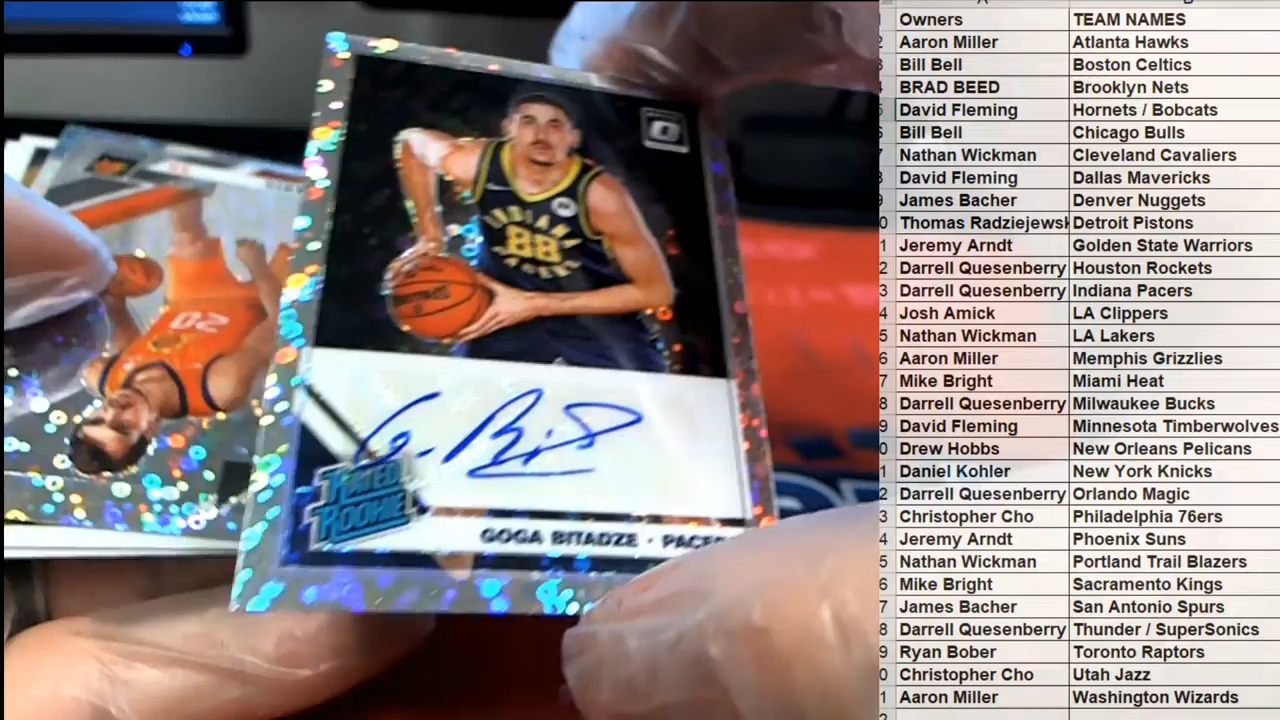 INDIANA
88
PACERS
SPALDING
RATED
ROOKIE
GOGA BITADZE · PACE
20
Owners TEAM NAMES
Aaron Miller Atlanta Hawks
Bill Bell Boston Celtics
BRAD BEED Brooklyn Nets
David Fleming Hornets / Bobcats
Bill Bell Chicago Bulls
Nathan Wickman Cleveland Cavaliers
David Fleming Dallas Mavericks
James Bacher Denver Nuggets
Thomas Radziejewsk Detroit Pistons
Jeremy Arndt Golden State Warriors
Darrell Quesenberry Houston Rockets
Darrell Quesenberry Indiana Pacers
Josh Amick LA Clippers
Nathan Wickman LA Lakers
Aaron Miller Memphis Grizzlies
Mike Bright Miami Heat
Darrell Quesenberry Milwaukee Bucks
David Fleming Minnesota Timberwolves
Drew Hobbs New Orleans Pelicans
Daniel Kohler New York Knicks
Darrell Quesenberry Orlando Magic
Christopher Cho Philadelphia 76ers
Jeremy Arndt Phoenix Suns
Nathan Wickman Portland Trail Blazers
Mike Bright Sacramento Kings
James Bacher San Antonio Spurs
Darrell Quesenberry Thunder / SuperSonics
Ryan Bober Toronto Raptors
Christopher Cho Utah Jazz
Aaron Miller Washington Wizards